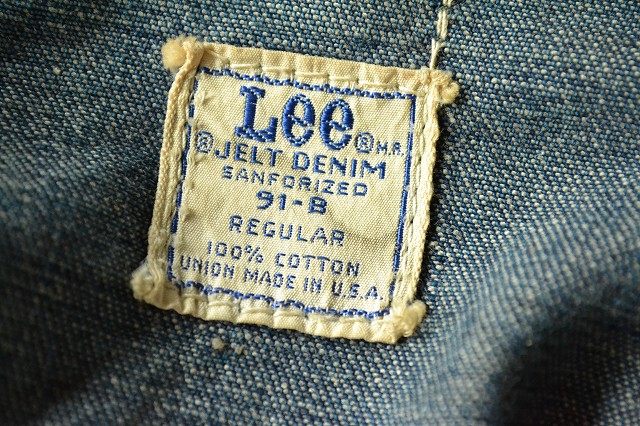 Lee ® M.R.
® JELT DENIM
SANFORIZED
91-B
REGULAR
100% COTTON
UNION MADE IN U.S.A.